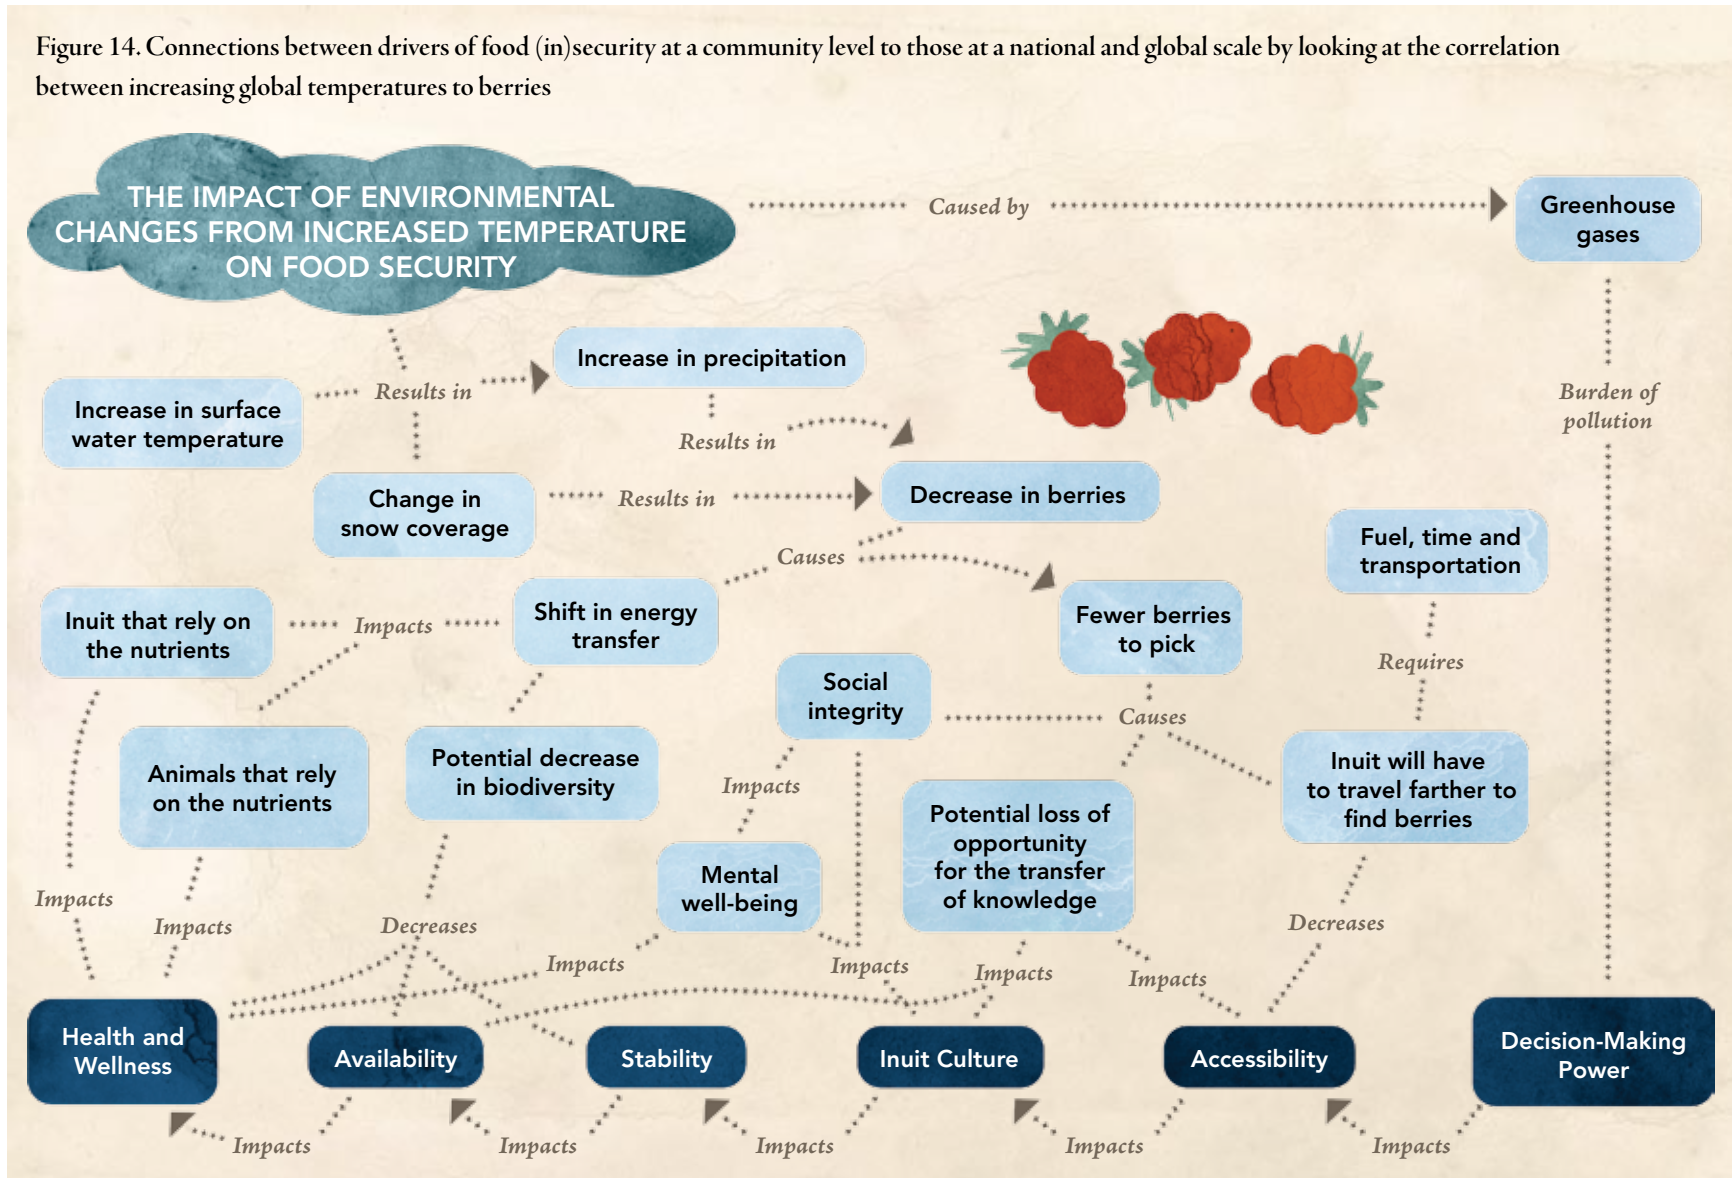 Figure 14. Connections between drivers of food (in)security at a community level to those at a national and global scale by looking at the correlation
between increasing global temperatures to berries
THE IMPACT OF ENVIRONMENTAL
CHANGES FROM INCREASED TEMPERATURE
ON FOOD SECURITY
Caused by
Greenhouse
gases
Increase in precipitation
Results in
Increase in surface
water temperature
Burden of
pollution
Results in
Change in
snow coverage
Results in
Decrease in berries
Fuel, time and
transportation
Causes
Inuit that rely on
the nutrients
Impacts
Shift in energy
transfer
Fewer berries
to pick
Requires
Social
integrity
Causes
Animals that rely
on the nutrients
Potential decrease
in biodiversity
Impacts
Inuit will have
to travel farther to
find berries
Potential loss of
opportunity
for the transfer
of knowledge
Mental
well-being
Impacts
Impacts
Decreases
Decreases
Impacts
Impacts
Impacts
Impacts
Health and
Wellness
Availability
Stability
Inuit Culture
Accessibility
Decision-Making
Power
Impacts
Impacts
Impacts
Impacts
Impacts